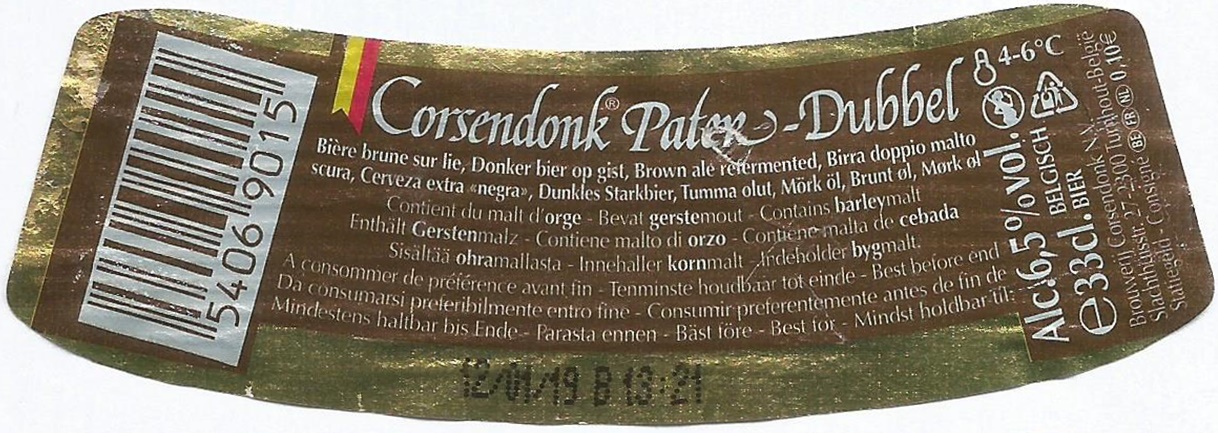 5406 9015
Corsendonk® Pater-Dubbel
Bière brune sur lie, Donker bier op gist, Brown ale refermented, Birra doppio malto
scura, Cerveza extra «negra», Dunkles Starkbier, Tumma olut, Mörk öl, Brunt øl, Mørk øl
Contient du malt d'orge - Bevat gerstemout - Contains barleymalt
Enthält Gerstenmalz - Contiene malto di orzo - Contiene malta de cebada
Sisältää ohramallasta - Innehaller kornmalt - Indeholder bygmalt.
A consommer de préférence avant fin - Tenminste houdbaar tot einde - Best before end
Da consumarsi preferibilmente entro fine - Consumir preferentemente antes de fin de
Mindestens haltbar bis Ende - Parasta ennen - Bäst före - Best før - Mindst holdbar til:
12/01/19 B 13:21
4-6°C
Alc.6,5%vol.
BELGISCH
e33cl. BIER
Brouwerij Corsendonk N.V.
Slachthuisstr. 27-2300 Turnhout-België
Statiegeld - Consigne BE FR NL 0,10€